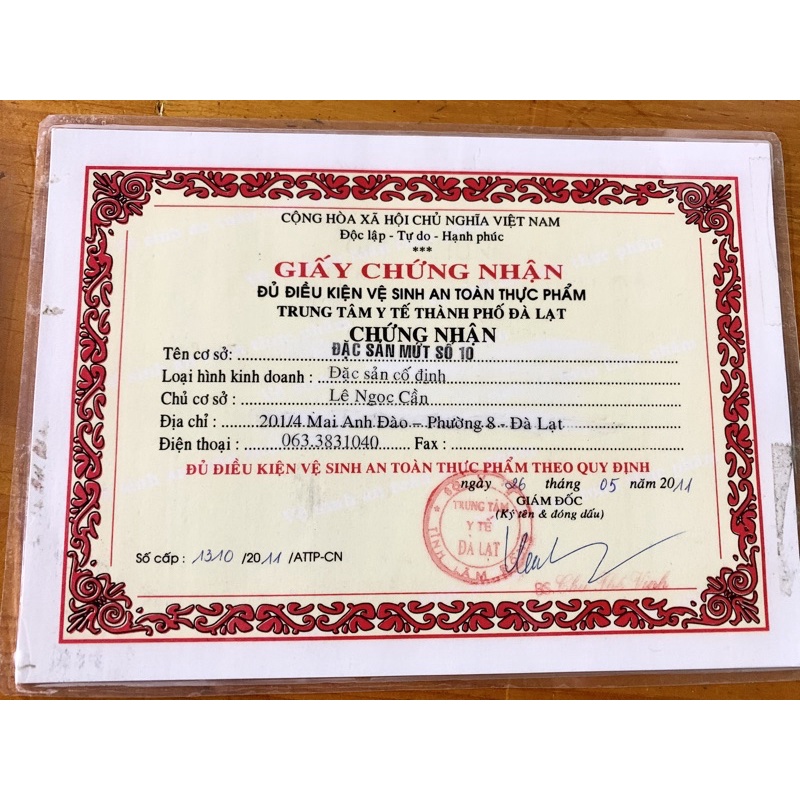 CỘNG HÒA XÃ HỘI CHỦ NGHĨA VIỆT NAM
Độc lập - Tự do - Hạnh phúc
***
GIẤY CHỨNG NHẬN
ĐỦ ĐIỀU KIỆN VỆ SINH AN TOÀN THỰC PHẨM
TRUNG TÂM Y TẾ THÀNH PHỐ ĐÀ LẠT
CHỨNG NHẬN
Tên cơ sở: ĐẶC SẢN MỨT SỐ 10
Loại hình kinh doanh : Đặc sản cố định
Chủ cơ sở : Lê Ngọc Cần
Địa chỉ : 201/4 Mai Anh Đào – Phường 8 - Đà Lạt
Điện thoại : 063.3831040 Fax :
ĐỦ ĐIỀU KIỆN VỆ SINH AN TOÀN THỰC PHẨM THEO QUY ĐỊNH
ngày 26 tháng 05 năm 2011
GIÁM ĐỐC
(Ký tên & đóng dấu)
TRUNG TÂM
Y TẾ
ĐÀ LẠT
TỈNH LÂM
Số cấp : 1310 /2011 /ATTP-CN
BS.